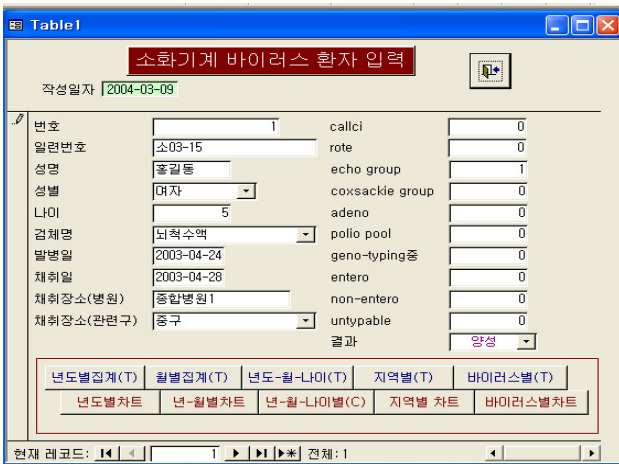 Table1
소화기계 바이러스 환자 입력
작성일자 2004-03-09
번호 1 callci 0
일련번호 소03-15 rote 0
성명 홍길동 echo group 1
성별 여자 coxsackie group 0
나이 5 adeno 0
검체명 뇌척수액 polio pool 0
발병일 2003-04-24 geno-typing중 0
채취일 2003-04-28 entero 0
채취장소(병원) 종합병원1 non-entero 0
채취장소(관련구) 중구 untypable 0
결과 양성
년도별집계(T) 월별집계(T) 년도-월-나이(T) 지역별(T) 바이러스별(T)
년도별차트 년-월별차트 년-월-나이별(C) 지역별 차트 바이러스별차트
현재 레코드: 1 전체: 1